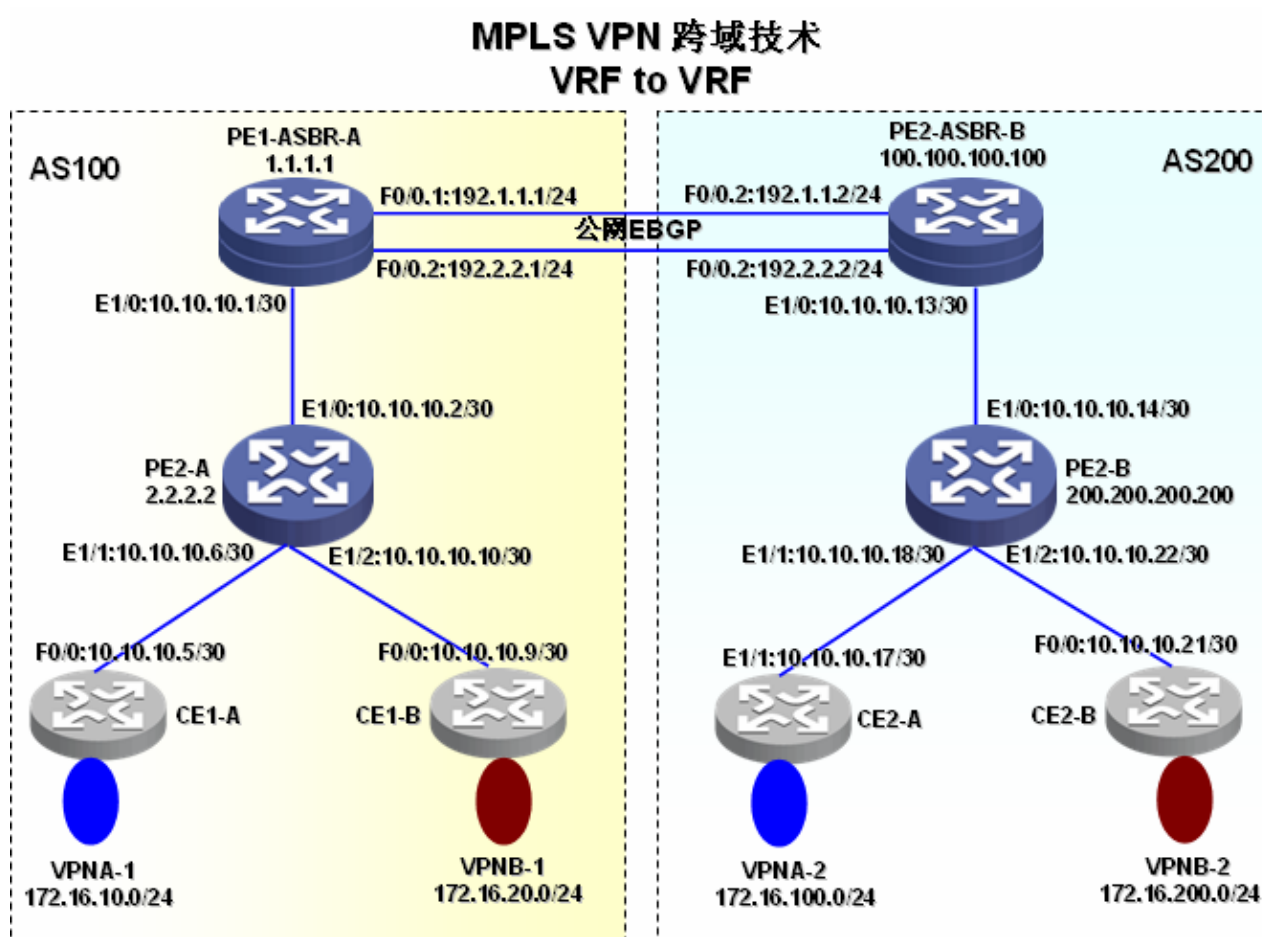 MPLS VPN 跨域技术
VRF to VRF
AS100
PE1-ASBR-A
1.1.1.1
PE2-ASBR-B
100.100.100.100
AS200
F0/0.1:192.1.1.1/24
F0/0.2:192.1.1.2/24
公网EBGP
F0/0.2:192.2.2.1/24
F0/0.2:192.2.2.2/24
E1/0:10.10.10.1/30
E1/0:10.10.10.13/30
E1/0:10.10.10.2/30
E1/0:10.10.10.14/30
PE2-A
2.2.2.2
PE2-B
200.200.200.200
E1/1:10.10.10.6/30
E1/2:10.10.10.10/30
E1/1:10.10.10.18/30
E1/2:10.10.10.22/30
F0/0:10.10.10.5/30
F0/0:10.10.10.9/30
E1/1:10.10.10.17/30
F0/0:10.10.10.21/30
CE1-A
CE1-B
CE2-A
CE2-B
VPNA-1
172.16.10.0/24
VPNB-1
172.16.20.0/24
VPNA-2
172.16.100.0/24
VPNB-2
172.16.200.0/24